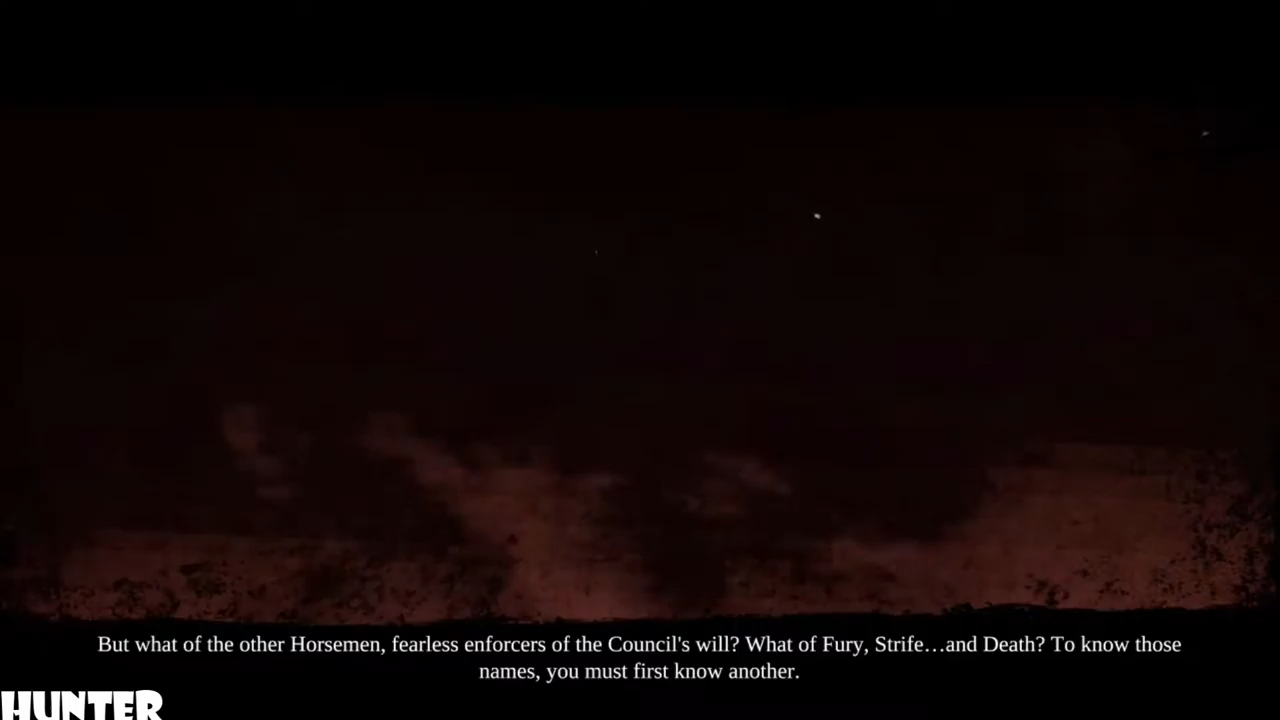 But what of the other Horsemen, fearless enforcers of the Council's will? What of Fury, Strife…and Death? To know those
names, you must first know another.
HUNTER